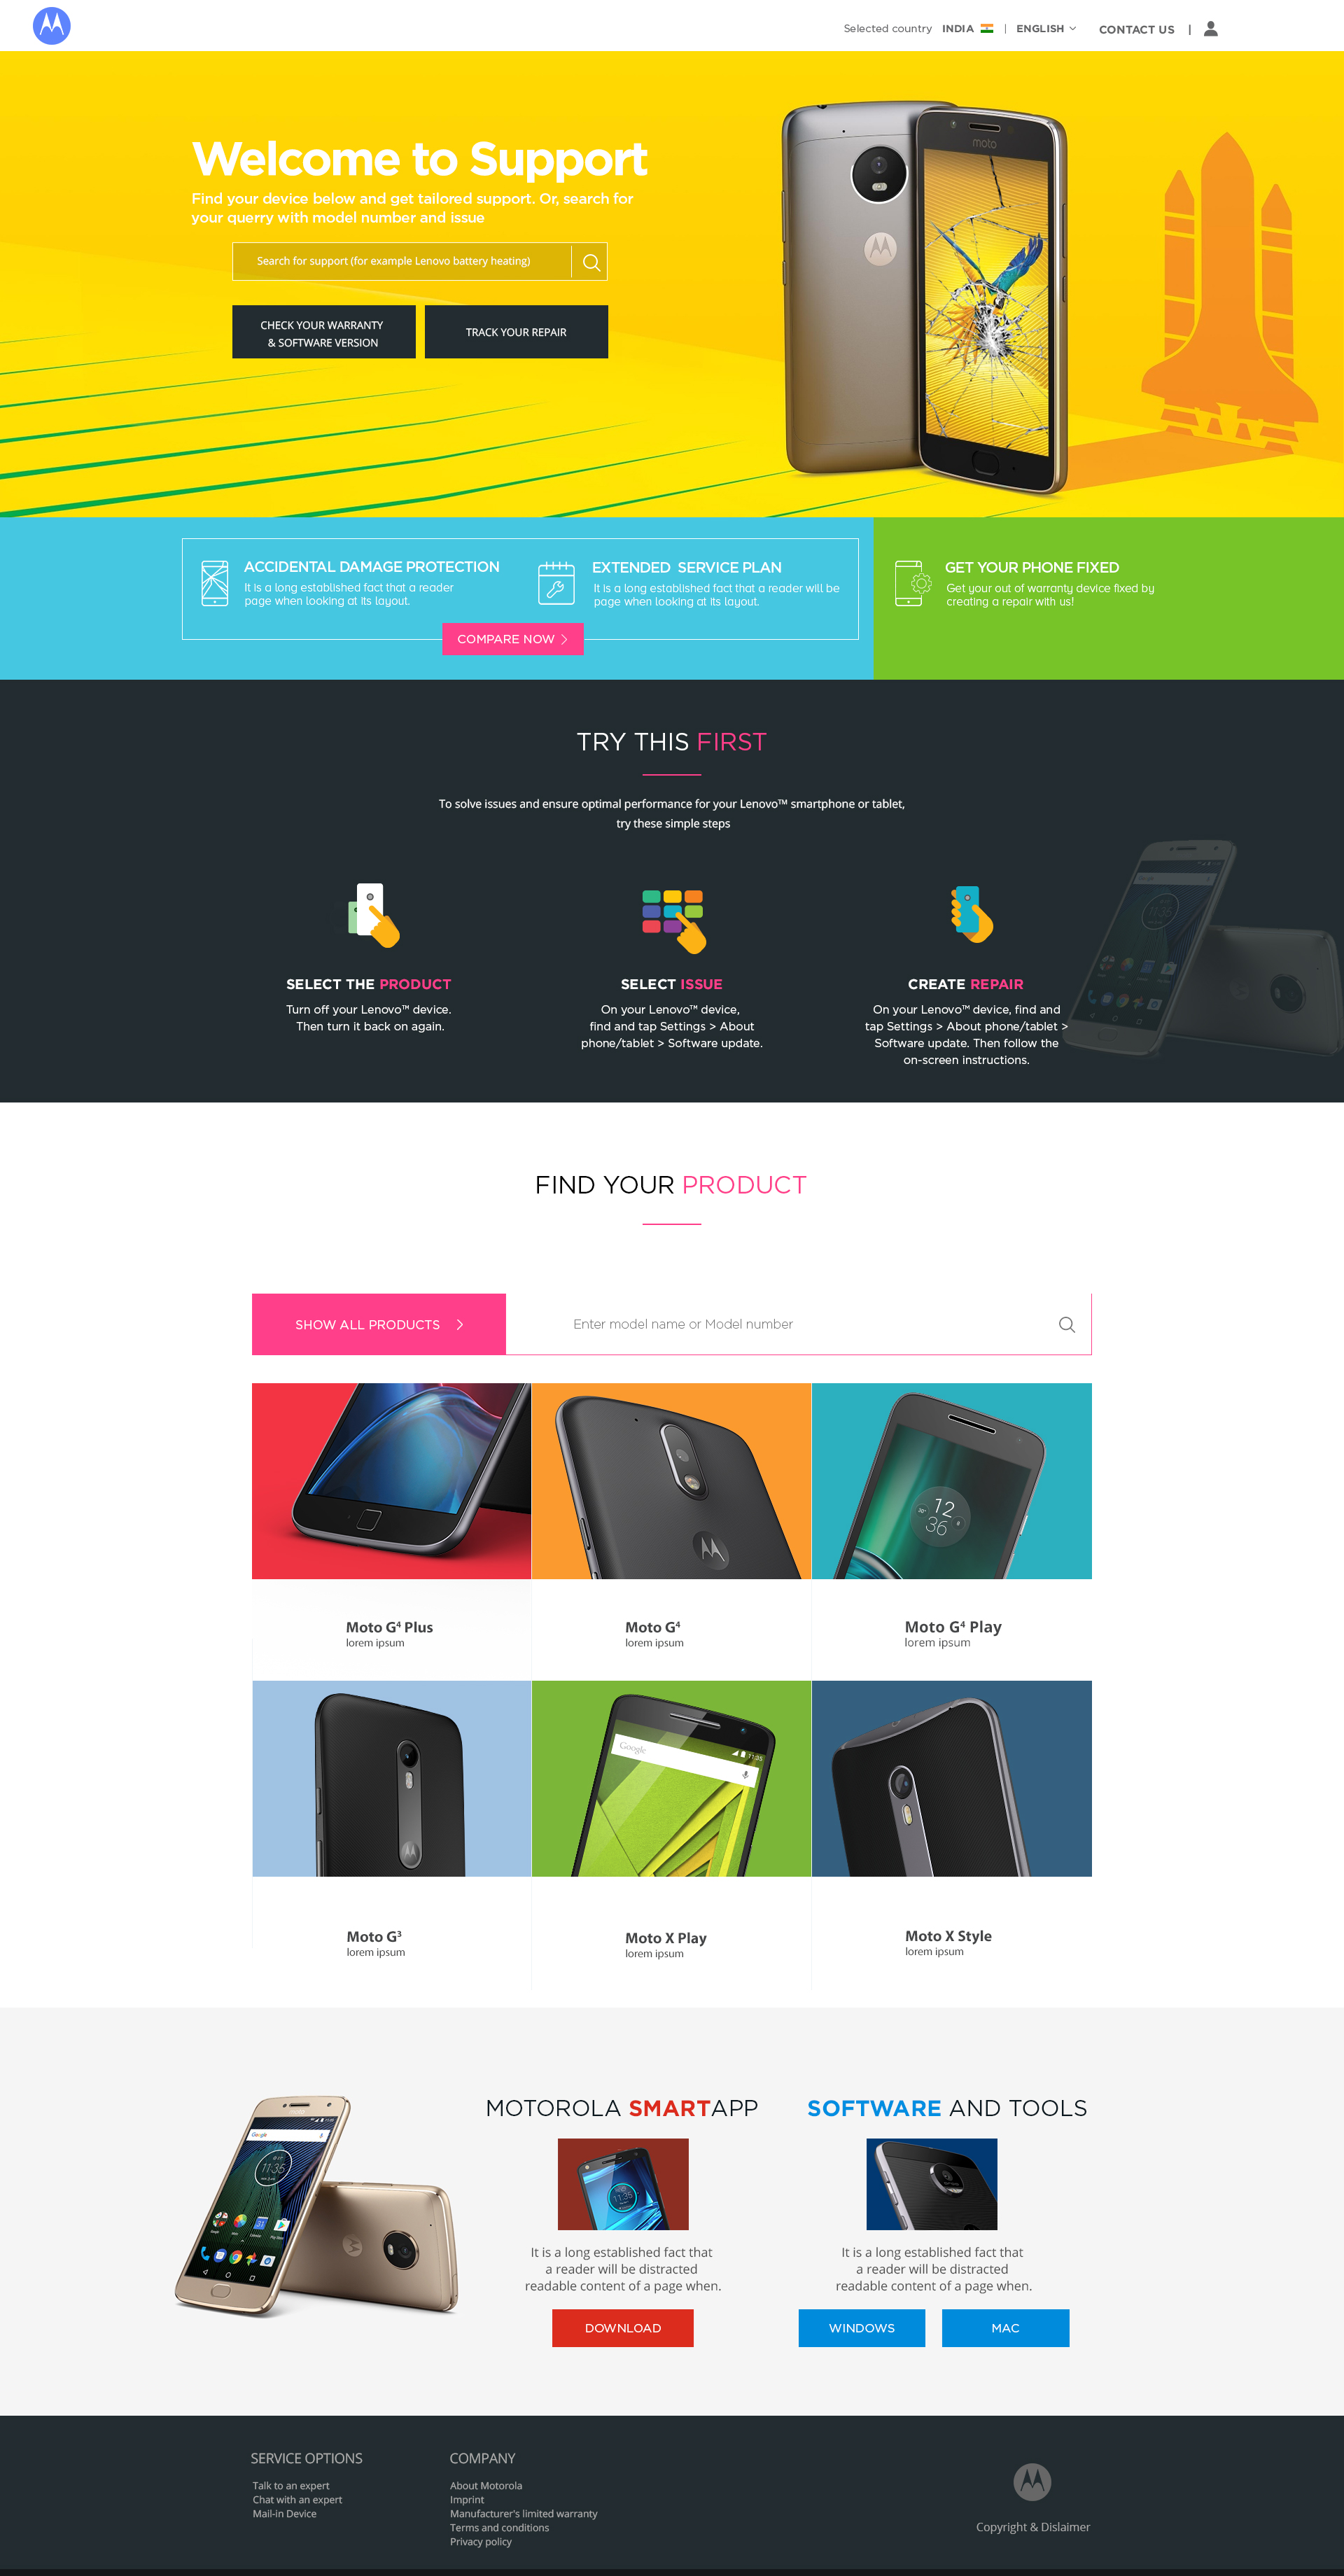 Selected country INDIA | ENGLISH CONTACT US |
Welcome to Support
Find your device below and get tailored support. Or, search for
your querry with model number and issue
Search for support (for example Lenovo battery heating)
CHECK YOUR WARRANTY
& SOFTWARE VERSION
TRACK YOUR REPAIR
moto
ACCIDENTAL DAMAGE PROTECTION
It is a long established fact that a reader
page when looking at its layout.
EXTENDED SERVICE PLAN
It is a long established fact that a reader will be
page when looking at its layout.
COMPARE NOW
GET YOUR PHONE FIXED
Get your out of warranty device fixed by
creating a repair with us!
TRY THIS FIRST
To solve issues and ensure optimal performance for your Lenovo™ smartphone or tablet,
try these simple steps
SELECT THE PRODUCT
Turn off your Lenovo™ device.
Then turn it back on again.
SELECT ISSUE
On your Lenovo™ device,
find and tap Settings > About
phone/tablet > Software update.
CREATE REPAIR
On your Lenovo™ device, find and
tap Settings > About phone/tablet >
Software update. Then follow the
on-screen instructions.
11:35
FIND YOUR PRODUCT
SHOW ALL PRODUCTS
Enter model name or Model number
12
36
Moto G⁴ Plus
lorem ipsum
Moto G⁴
lorem ipsum
Moto G⁴ Play
lorem ipsum
Google
11:35
Moto G³
lorem ipsum
Moto X Play
lorem ipsum
Moto X Style
lorem ipsum
Google
11:35
MOTOROLA SMARTAPP
11:35
It is a long established fact that
a reader will be distracted
readable content of a page when.
DOWNLOAD
SOFTWARE AND TOOLS
It is a long established fact that
a reader will be distracted
readable content of a page when.
WINDOWS
MAC
SERVICE OPTIONS
Talk to an expert
Chat with an expert
Mail-in Device
COMPANY
About Motorola
Imprint
Manufacturer's limited warranty
Terms and conditions
Privacy policy
Copyright & Dislaimer